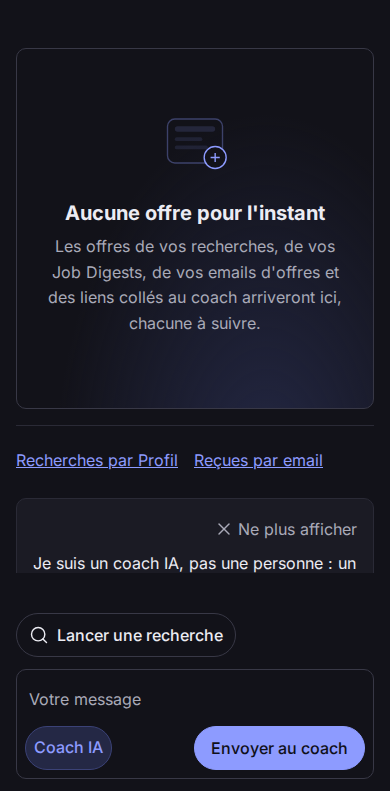 Aucune offre pour l'instant
Les offres de vos recherches, de vos
Job Digests, de vos emails d'offres et
des liens collés au coach arriveront ici,
chacune à suivre.
Recherches par Profil
Reçues par email
Ne plus afficher
Je suis un coach IA, pas une personne : un
Lancer une recherche
Votre message
Coach IA
Envoyer au coach